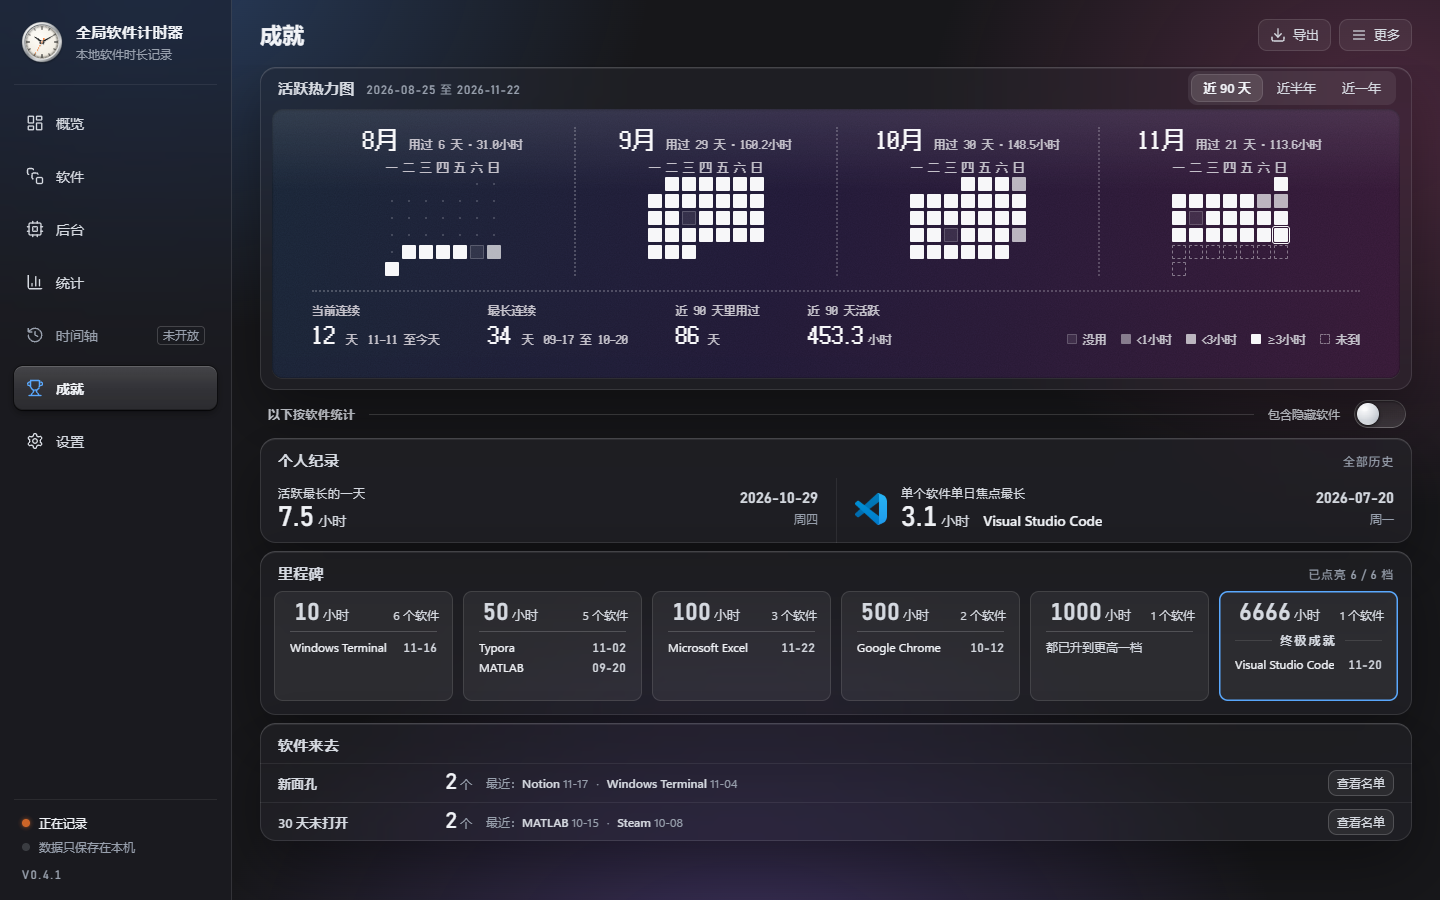 全局软件计时器
本地软件时长记录
概览
软件
后台
统计
时间轴 未开放
成就
设置
正在记录
数据只保存在本机
V0.4.1
成就
导出 更多
活跃热力图 2026-08-25 至 2026-11-22
近 90 天 近半年 近一年
8月 用过 6 天 · 31.0小时
一 二 三 四 五 六 日
9月 用过 29 天 · 160.2小时
一 二 三 四 五 六 日
10月 用过 30 天 · 148.5小时
一 二 三 四 五 六 日
11月 用过 21 天 · 113.6小时
一 二 三 四 五 六 日
当前连续
12 天 11-11 至今天
最长连续
34 天 09-17 至 10-20
近 90 天里用过
86 天
近 90 天活跃
453.3 小时
没用 <1小时 <3小时 ≥3小时 未到
以下按软件统计 包含隐藏软件
个人纪录 全部历史
活跃最长的一天
7.5 小时
2026-10-29
周四
单个软件单日焦点最长
3.1 小时 Visual Studio Code
2026-07-20
周一
里程碑 已点亮 6 / 6 档
10 小时 6 个软件
Windows Terminal 11-16
50 小时 5 个软件
Typora 11-02
MATLAB 09-20
100 小时 3 个软件
Microsoft Excel 11-22
500 小时 2 个软件
Google Chrome 10-12
1000 小时 1 个软件
都已升到更高一档
6666 小时 1 个软件
终极成就
Visual Studio Code 11-20
软件来去
新面孔 2 个 最近: Notion 11-17 · Windows Terminal 11-04 查看名单
30 天未打开 2 个 最近: MATLAB 10-15 · Steam 10-08 查看名单